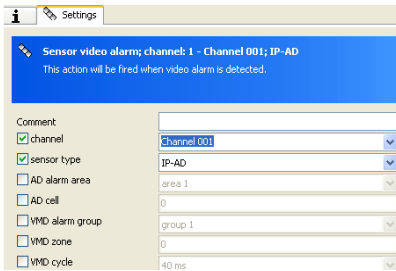 i Settings
Sensor video alarm; channel: 1 - Channel 001; IP-AD
This action will be fired when video alarm is detected.
Comment
channel Channel 001
sensor type IP-AD
AD alarm area area 1
AD cell 0
VMD alarm group group 1
VMD zone 0
VMD cycle 40 ms